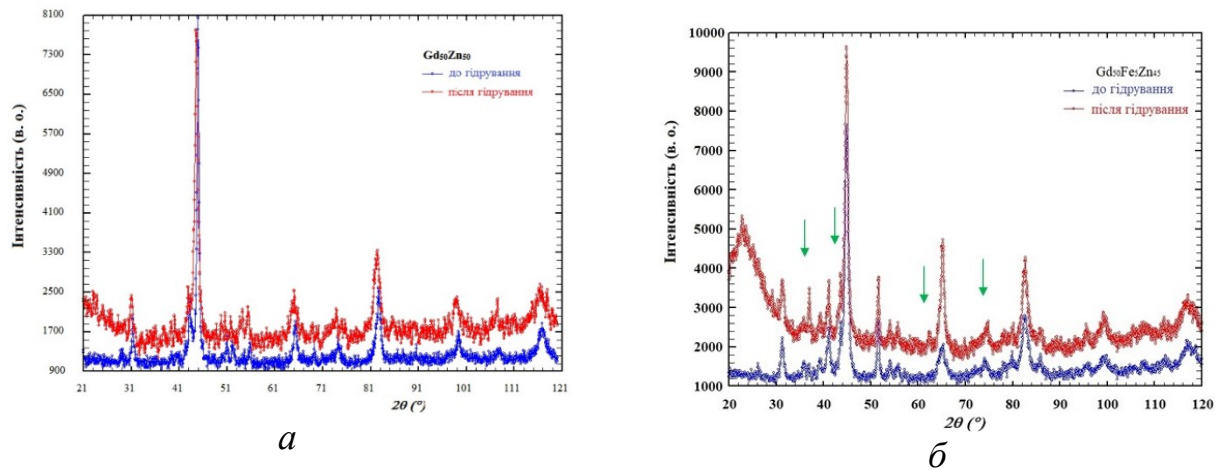 8100
7300
6500
5700
4900
4100
3300
2500
1700
900
Інтенсивність (в. о.)
Gd50Zn50
до гідрування
після гідрування
21 31 41 51 61 71 81 91 101 111 121
2θ (°)
а
10000
9000
8000
7000
6000
5000
4000
3000
2000
1000
Інтенсивність (в. о.)
Gd50Fe5Zn45
до гідрування
після гідрування
20 30 40 50 60 70 80 90 100 110 120
2θ (°)
б